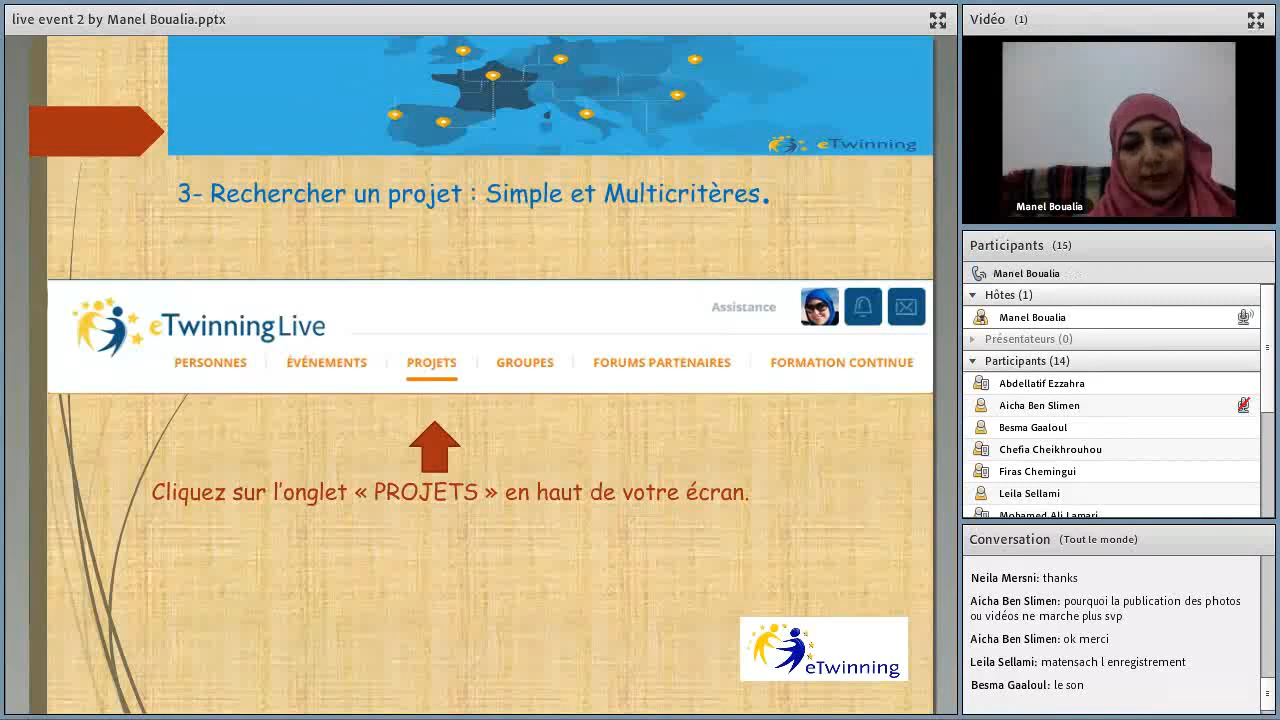 live event 2 by Manel Boualia.pptx
eTwinning
3- Rechercher un projet : Simple et Multicritères.
Assistance
eTwinningLive
PERSONNES ÉVÉNEMENTS PROJETS GROUPES FORUMS PARTENAIRES FORMATION CONTINUE
Cliquez sur l'onglet « PROJETS » en haut de votre écran.
eTwinning
Vidéo (1)
Manel Boualia
Participants (15)
Manel Boualia
Hôtes (1)
Manel Boualia
Présentateurs (0)
Participants (14)
Abdellatif Ezzahra
Aicha Ben Slimen
Besma Gaaloul
Chefia Cheikhrouhou
Firas Chemingui
Leila Sellami
Mohamed Ali Lamari
Conversation (Tout le monde)
Neila Mersni: thanks
Aicha Ben Slimen: pourquoi la publication des photos
ou vidéos ne marche plus svp
Aicha Ben Slimen: ok merci
Leila Sellami: matensach l enregistrement
Besma Gaaloul: le son